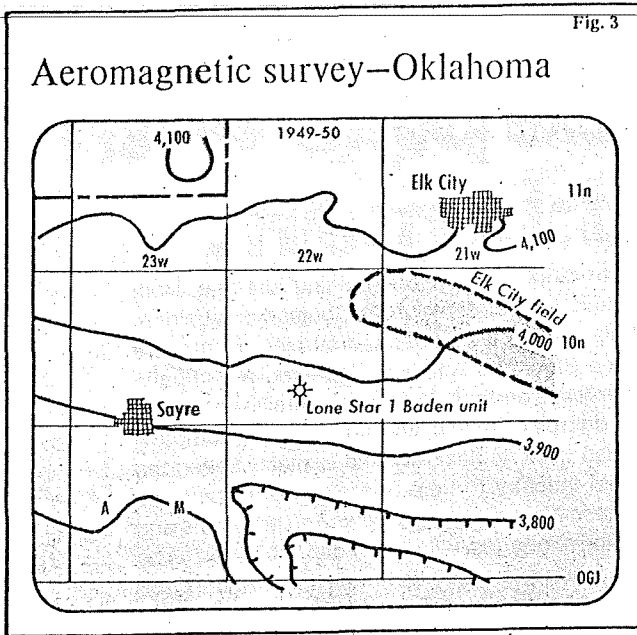 Fig. 3
Aeromagnetic survey—Oklahoma
4,100
1949-50
Elk City
11n
23w
22w
21w
4,100
Elk City field
4,000
10n
Sayre
Lone Star 1 Baden unit
3,900
A
M
3,800
OGJ